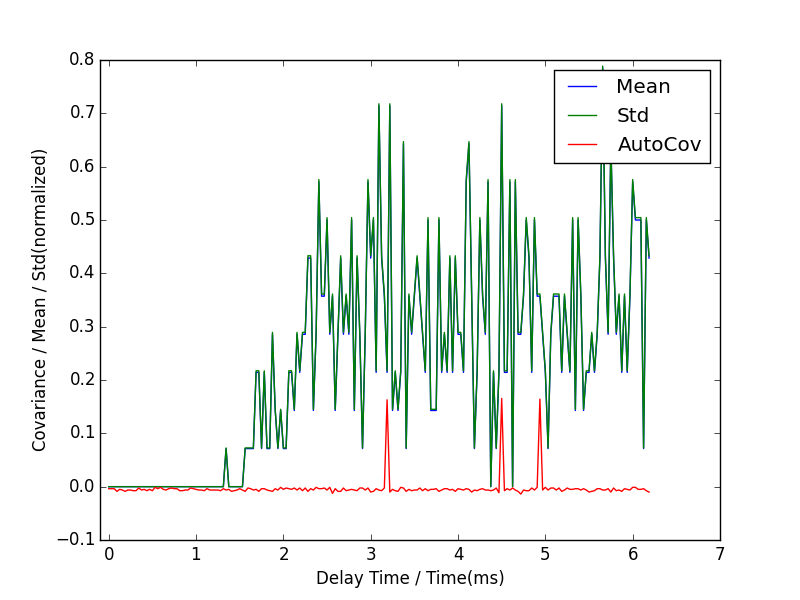 0.8
0.7
0.6
0.5
0.4
0.3
0.2
0.1
0.0
−0.1
0 1 2 3 4 5 6 7
Covariance / Mean / Std(normalized)
Delay Time / Time(ms)
Mean
Std
AutoCov